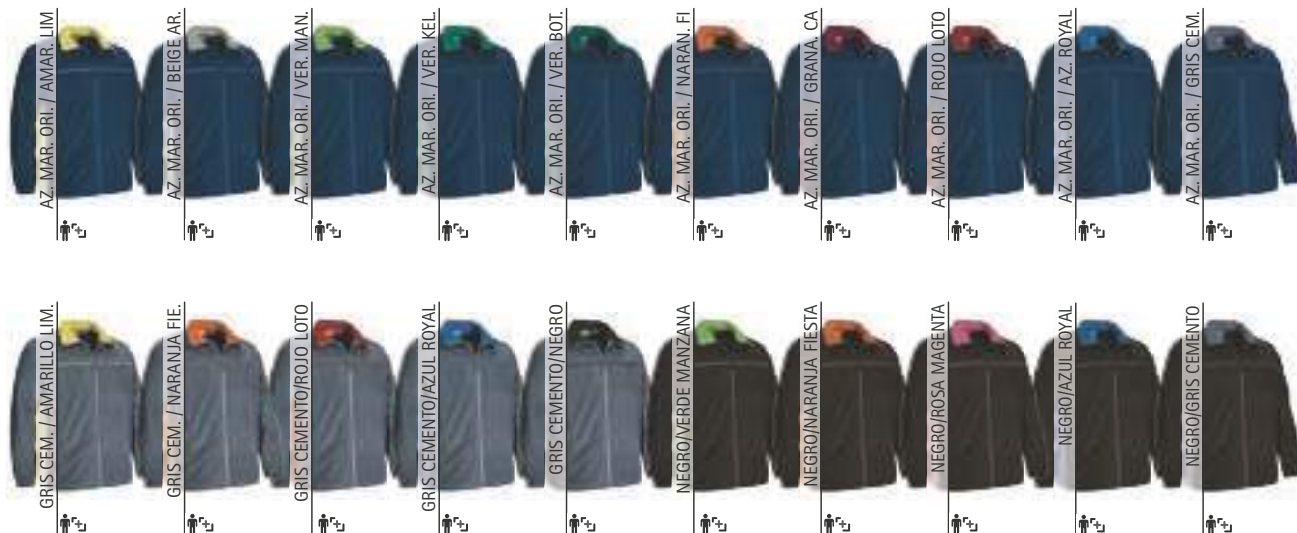 AZ. MAR. ORI. / AMAR. LIM
AZ. MAR. ORI. / BEIGE AR.
AZ. MAR. ORI. / VER. MAN.
AZ. MAR. ORI. / VER. KEL.
AZ. MAR. ORI. / VER. BOT.
AZ. MAR. ORI. / NARAN. FI
AZ. MAR. ORI. / GRANA. CA
AZ. MAR. ORI. / ROJO LOTO
AZ. MAR. ORI. / AZ. ROYAL
AZ. MAR. ORI. / GRIS CEM.
GRIS CEM. / AMARILLO LIM.
GRIS CEM. / NARANJA FIE.
GRIS CEMENTO/ROJO LOTO
GRIS CEMENTO/AZUL ROYAL
GRIS CEMENTO/NEGRO
NEGRO/VERDE MANZANA
NEGRO/NARANJA FIESTA
NEGRO/ROSA MAGENTA
NEGRO/AZUL ROYAL
NEGRO/GRIS CEMENTO